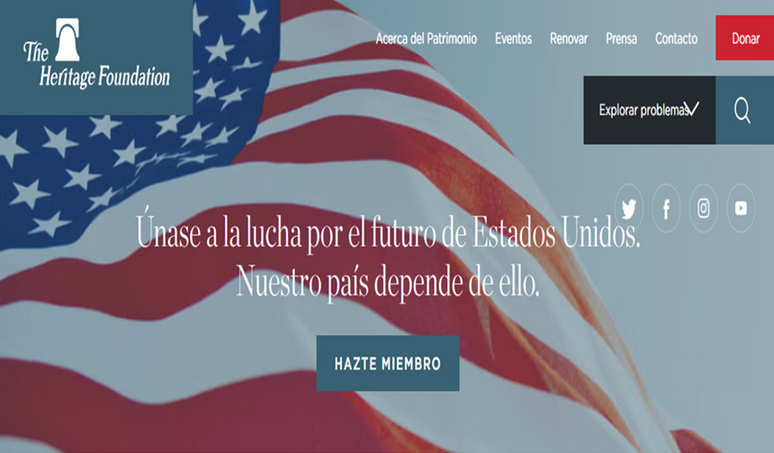 The
Heritage Foundation
Acerca del Patrimonio Eventos Renovar Prensa Contacto Donar
Explorar problemas
Únase a la lucha por el futuro de Estados Unidos.
Nuestro país depende de ello.
HAZTE MIEMBRO